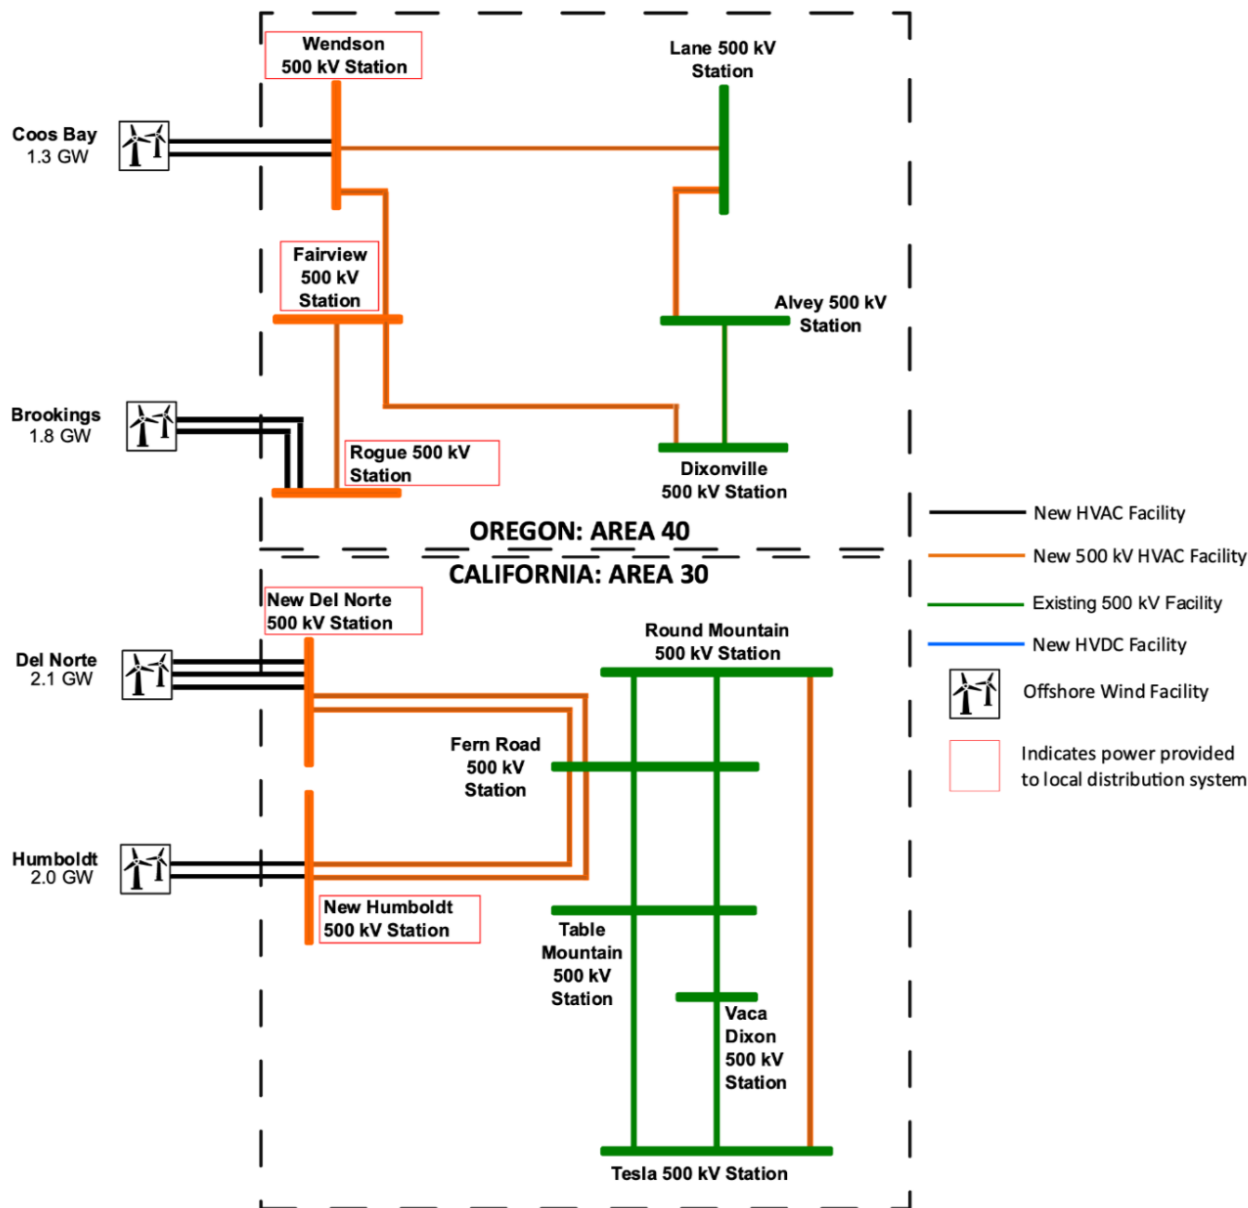 Wendson
500 kV Station
Lane 500 kV
Station
Coos Bay
1.3 GW
Fairview
500 kV
Station
Alvey 500 kV
Station
Brookings
1.8 GW
Rogue 500 kV
Station
Dixonville
500 kV Station
OREGON: AREA 40
CALIFORNIA: AREA 30
New Del Norte
500 kV Station
Del Norte
2.1 GW
Round Mountain
500 kV Station
Fern Road
500 kV
Station
Humboldt
2.0 GW
New Humboldt
500 kV Station
Table
Mountain
500 kV
Station
Vaca
Dixon
500 kV
Station
Tesla 500 kV Station
New HVAC Facility
New 500 kV HVAC Facility
Existing 500 kV Facility
New HVDC Facility
Offshore Wind Facility
Indicates power provided
to local distribution system